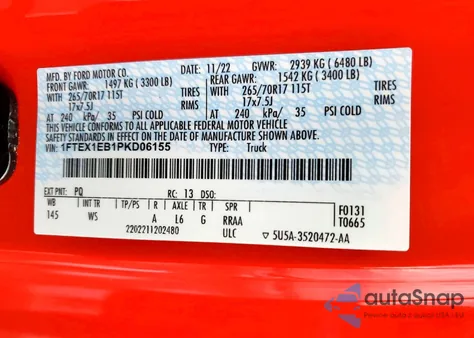 MFD. BY FORD MOTOR CO.
11/22 GVWR: 2939 KG (6480 LB)
FRONT GAWR: 1497 KG (3300 LB)
REAR GAWR: 1542 KG (3400 LB)
WITH 265/70R17 115T TIRES
17x7.5J RIMS
AT 240 kPa/ 35 PSI COLD
WITH 265/70R17 115T TIRES
17x7.5J RIMS
AT 240 kPa/ 35 PSI COLD
THIS VEHICLE CONFORMS TO ALL APPLICABLE FEDERAL MOTOR VEHICLE
SAFETY AND THEFT PREVENTION STANDARDS IN EFFECT ON THE DATE OF
MANUFACTURE SHOWN ABOVE.
VIN: 1FTEX1EB1PKD06155
TYPE: Truck
EXT PNT: PQ RC: 13 DSO:
WB INT TR TP/PS R AXLE TR SPR
145 WS A L6 G RRAA
F0131
T0665
2202211202480 ULC
5U5A-3520472-AA
autoSnap